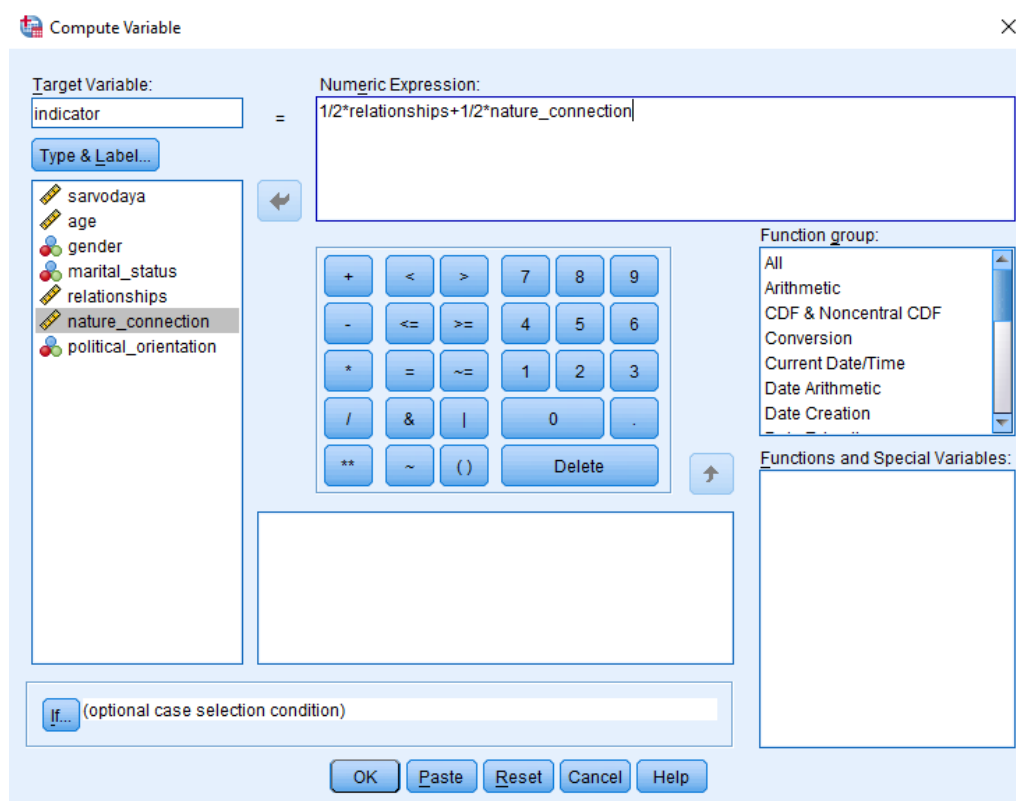 Compute Variable
Target Variable:
indicator
=
Numeric Expression:
1/2*relationships+1/2*nature_connection
Type & Label...
sarvodaya
age
gender
marital_status
relationships
nature_connection
political_orientation
+ < > 7 8 9
- <= >= 4 5 6
* = ~= 1 2 3
/ & | 0 .
** ~ ( ) Delete
Function group:
All
Arithmetic
CDF & Noncentral CDF
Conversion
Current Date/Time
Date Arithmetic
Date Creation
Functions and Special Variables:
If... (optional case selection condition)
OK Paste Reset Cancel Help